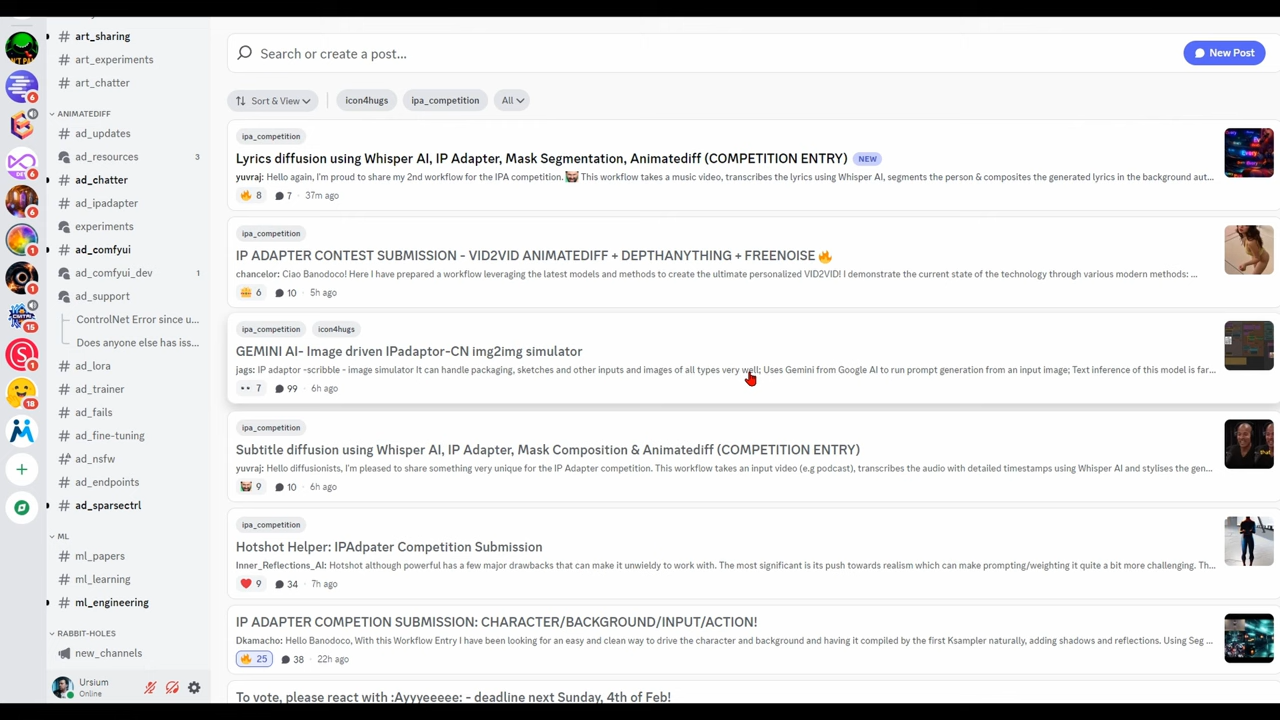 art_sharing
art_experiments
art_chatter
ANIMATEDIFF
ad_updates
ad_resources 3
ad_chatter
ad_ipadapter
experiments
ad_comfyui
ad_comfyui_dev 1
ad_support
ControlNet Error since u...
Does anyone else has iss...
ad_lora
ad_trainer
ad_fails
ad_fine-tuning
ad_nsfw
ad_endpoints
ad_sparsectrl
ML
ml_papers
ml_learning
ml_engineering
RABBIT-HOLES
new_channels
Ursium
Online
6
6
6
1
1
15
1
18
Search or create a post...
New Post
Sort & View
icon4hugs
ipa_competition
All
ipa_competition
Lyrics diffusion using Whisper AI, IP Adapter, Mask Segmentation, Animatediff (COMPETITION ENTRY) NEW
yuvraj: Hello again, I'm proud to share my 2nd workflow for the IPA competition. This workflow takes a music video, transcribes the lyrics using Whisper AI, segments the person & composites the generated lyrics in the background aut...
8 7 · 37m ago
ipa_competition
IP ADAPTER CONTEST SUBMISSION - VID2VID ANIMATEDIFF + DEPTHANYTHING + FREENOISE 🔥
chancelor: Ciao Banodoco! Here I have prepared a workflow leveraging the latest models and methods to create the ultimate personalized VID2VID! I demonstrate the current state of the technology through various modern methods: ...
6 10 · 5h ago
ipa_competition icon4hugs
GEMINI AI- Image driven IPadaptor-CN img2img simulator
jags: IP adaptor -scribble - image simulator It can handle packaging, sketches and other inputs and images of all types very well; Uses Gemini from Google AI to run prompt generation from an input image; Text inference of this model is far...
7 99 · 6h ago
ipa_competition
Subtitle diffusion using Whisper AI, IP Adapter, Mask Composition & Animatediff (COMPETITION ENTRY)
yuvraj: Hello diffusionists, I'm pleased to share something very unique for the IP Adapter competition. This workflow takes an input video (e.g podcast), transcribes the audio with detailed timestamps using Whisper AI and stylises the gen...
9 10 · 6h ago
ipa_competition
Hotshot Helper: IPAdpater Competition Submission
Inner_Reflections_AI: Hotshot although powerful has a few major drawbacks that can make it unwieldy to work with. The most significant is its push towards realism which can make prompting/weighting it quite a bit more challenging. Th...
9 34 · 7h ago
IP ADAPTER COMPETION SUBMISSION: CHARACTER/BACKGROUND/INPUT/ACTION!
Dkamacho: Hello Banodoco, With this Workflow Entry I have been looking for an easy and clean way to drive the character and background and having it compiled by the first Ksampler naturally, adding shadows and reflections. Using Seg ...
25 38 · 22h ago
To vote, please react with :Ayyyeeeee: - deadline next Sunday, 4th of Feb!